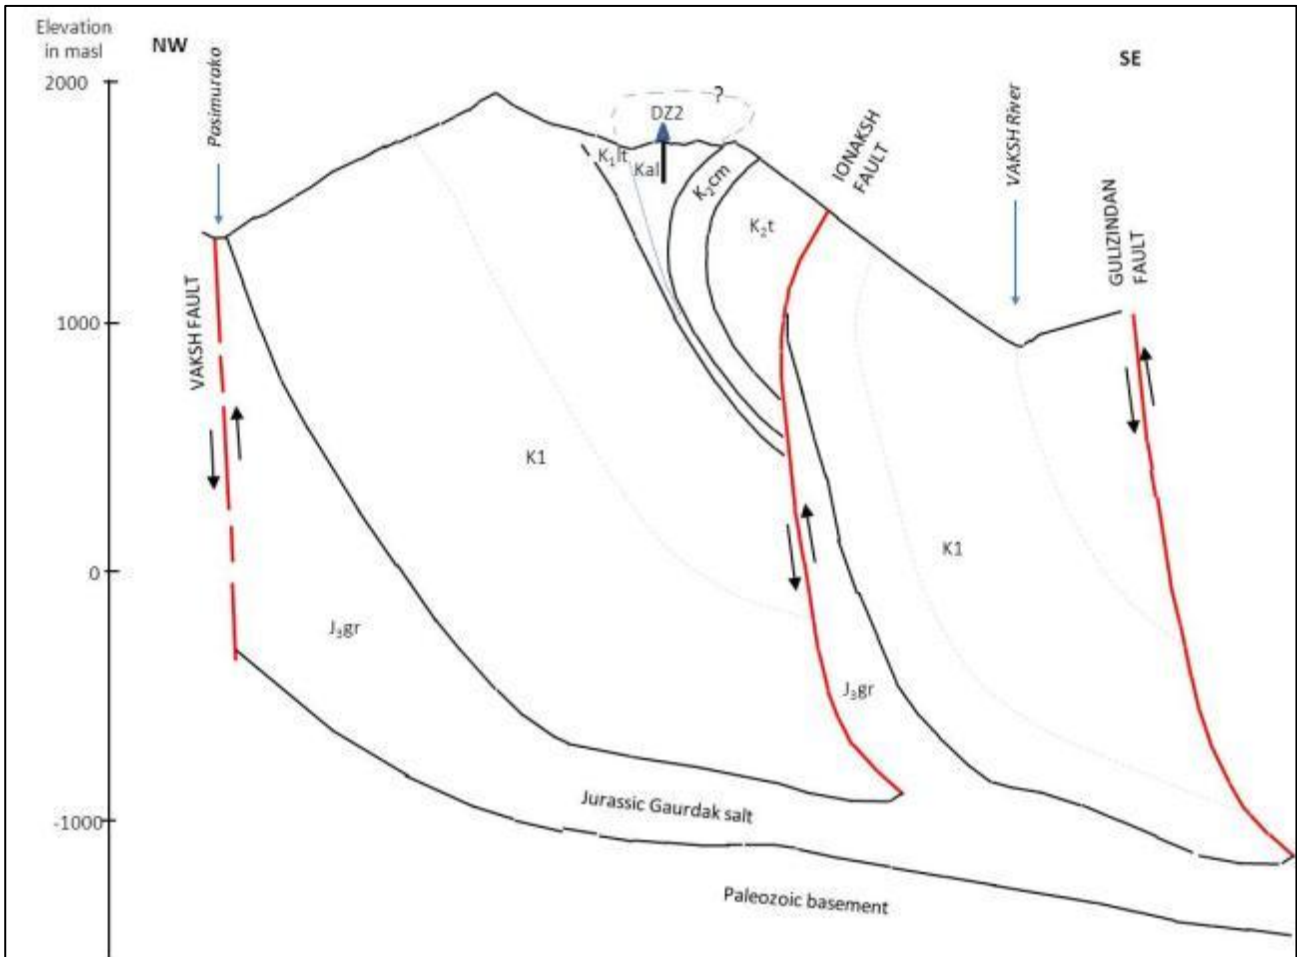 Elevation
in masl
NW
SE
2000
1000
0
-1000
Pasimurako
VAKSH FAULT
?
DZ2
K₁lt
Kal
K₂cm
K₂t
IONAKSH
FAULT
VAKSH River
GULIZINDAN
FAULT
K1
K1
J₃gr
J₃gr
Jurassic Gaurdak salt
Paleozoic basement